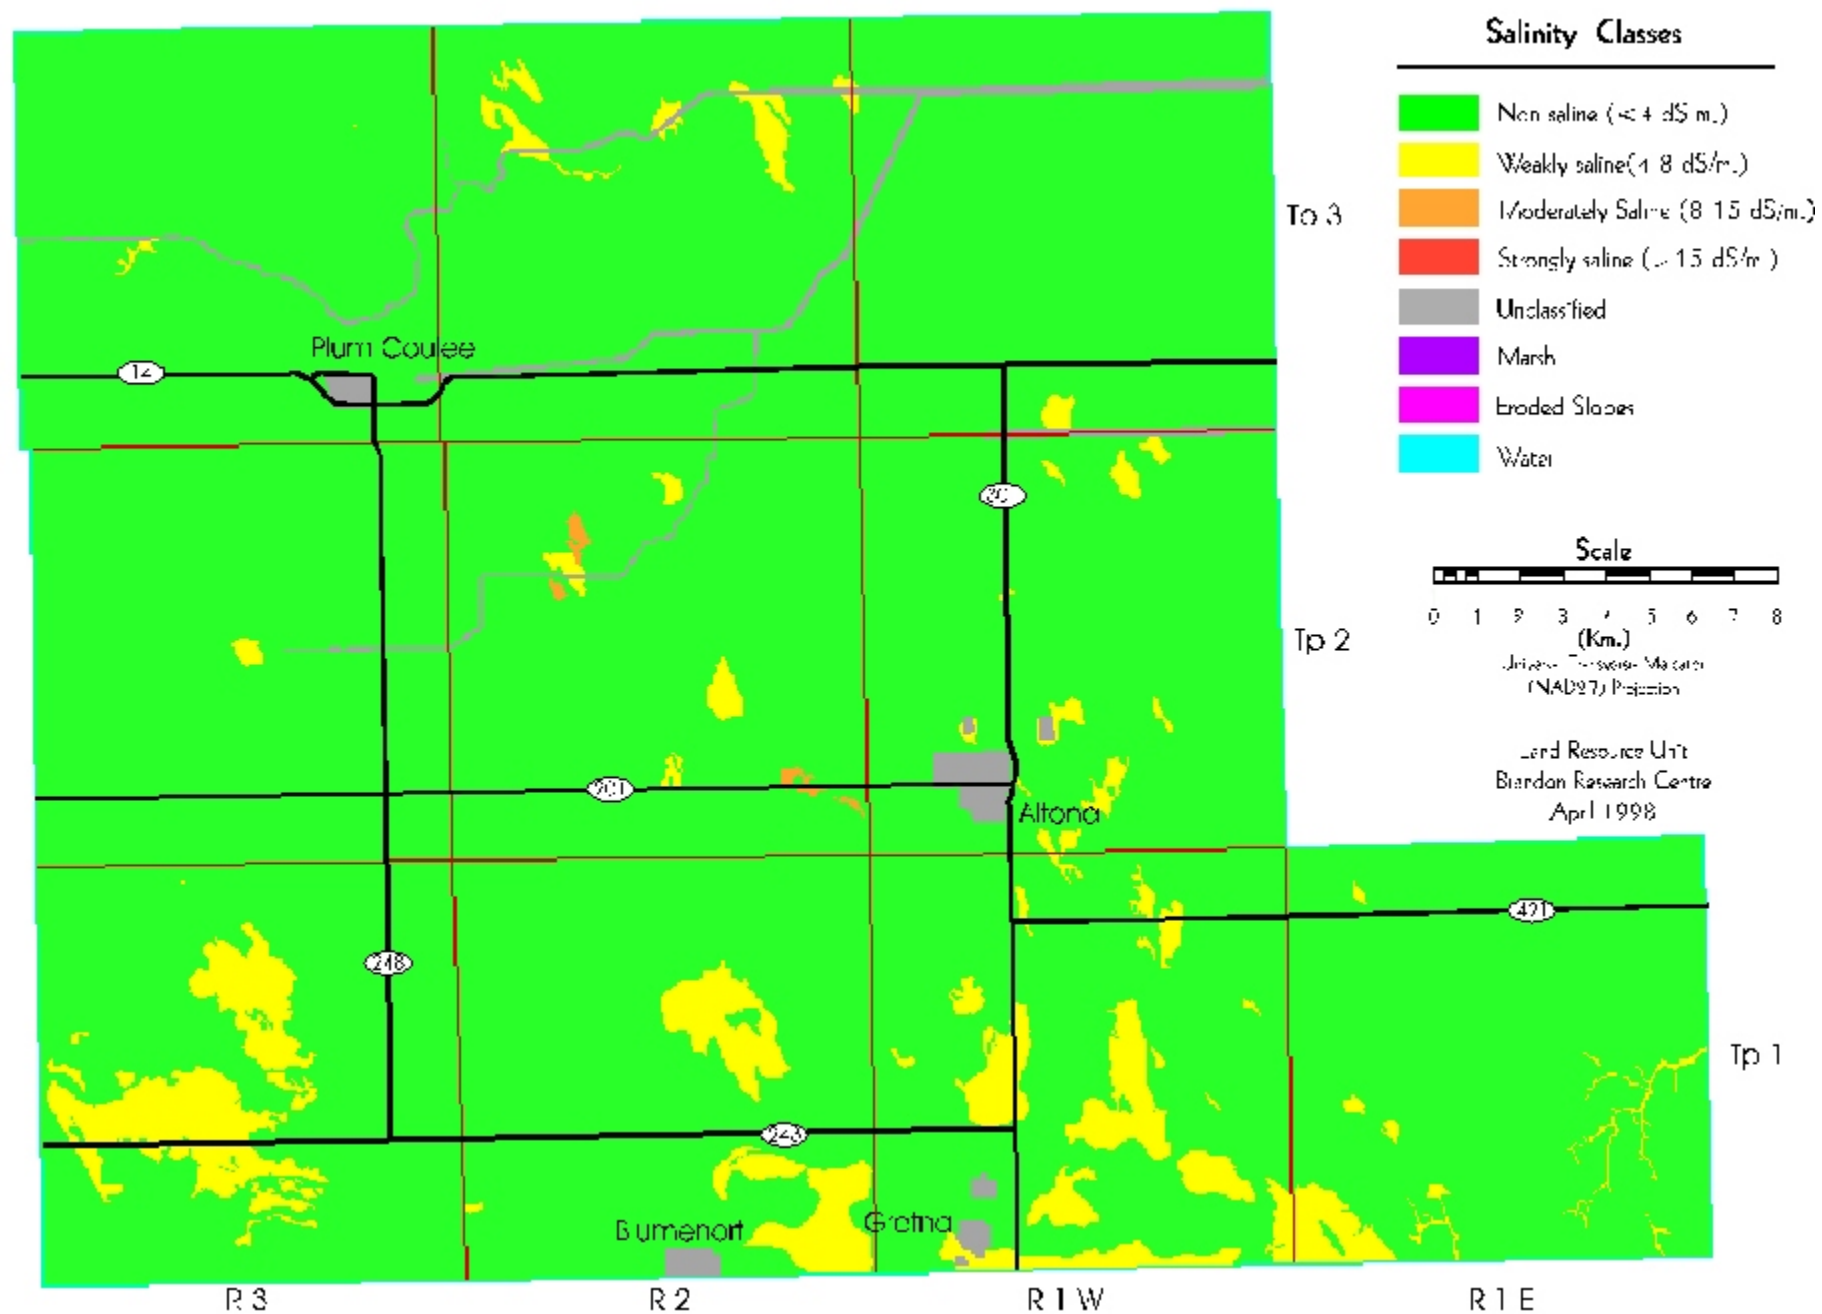 Salinity Classes
Non saline (< 4 dS/m.)
Weakly saline(4 8 dS/m.)
Moderately Saline (8 15 dS/m.)
Strongly saline (> 15 dS/m.)
Unclassified
Marsh
Eroded Slopes
Water
To 3
Plum Coulee
14
Scale
0 1 2 3 4 5 6 7 8
(Km.)
(NAD27) Projection
Tp 2
201
Altona
Land Resource Unit
Brandon Research Centre
April 1998
421
248
Tp 1
243
Blumenort
Gretna
R 3
R 2
R 1 W
R 1 E